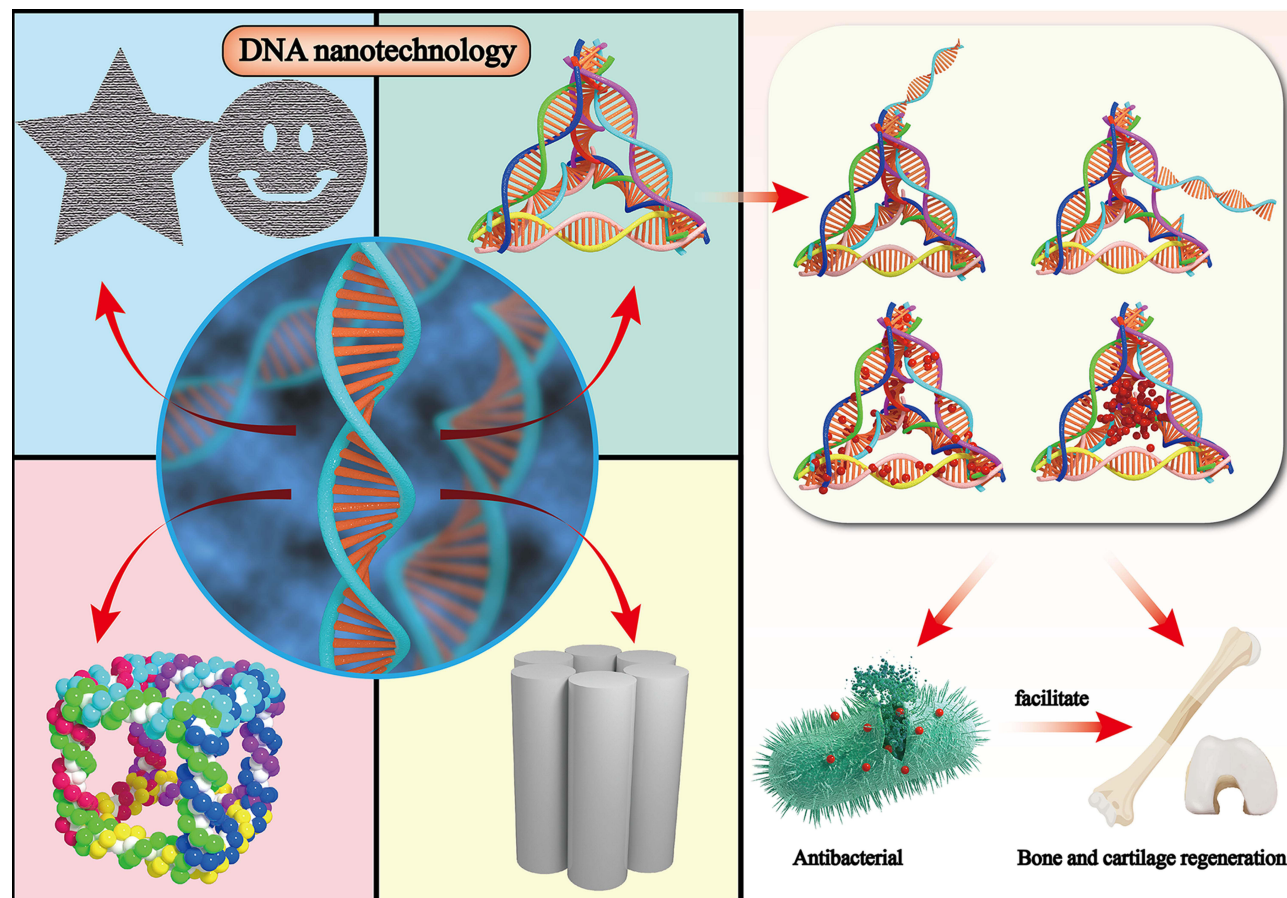 DNA nanotechnology
facilitate
Antibacterial
Bone and cartilage regeneration